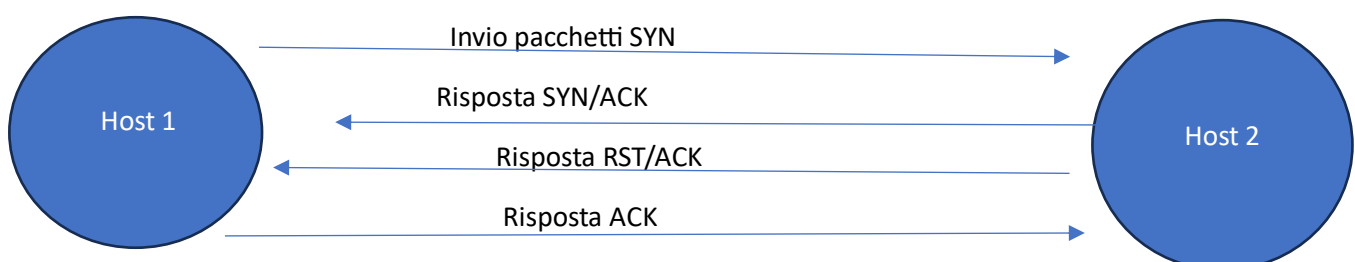 Invio pacchetti SYN
Risposta SYN/ACK
Host 1
Host 2
Risposta RST/ACK
Risposta ACK